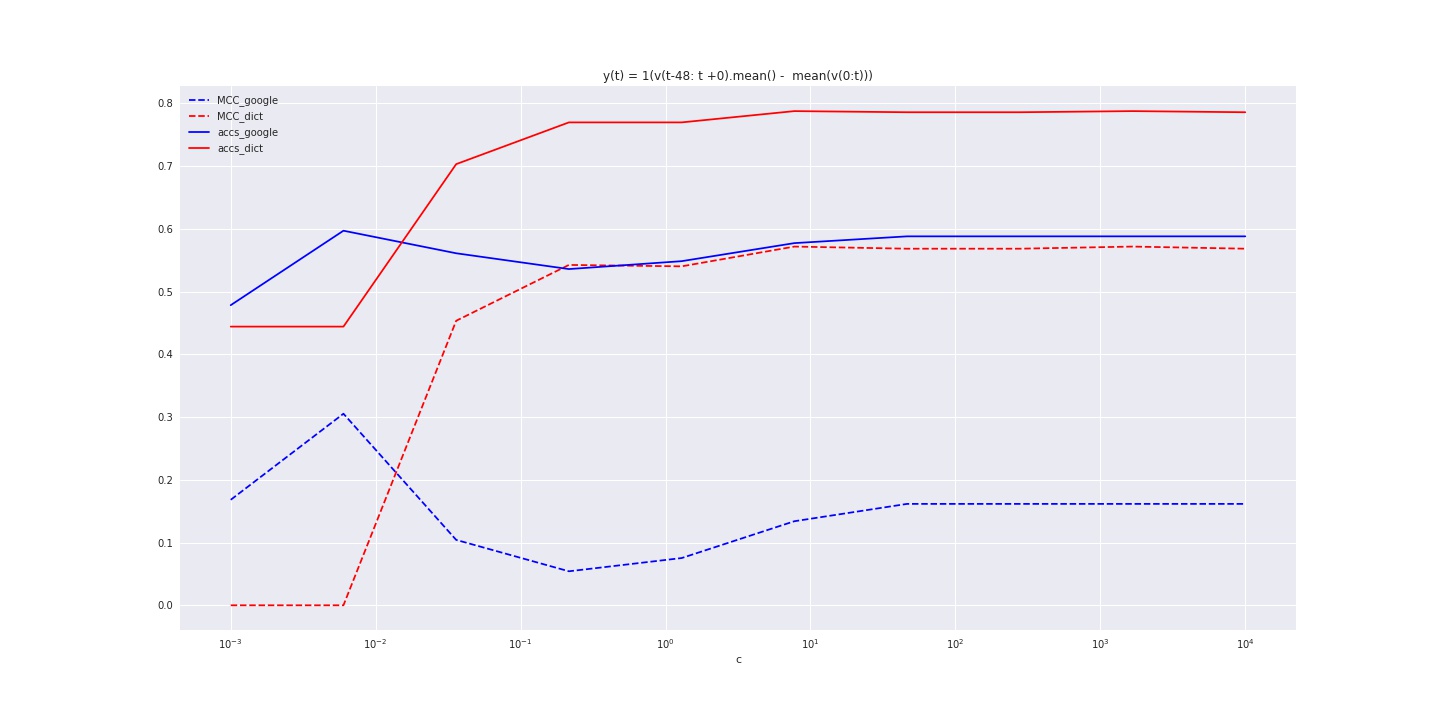 y(t) = 1(v(t-48: t +0).mean() -  mean(v(0:t)))
MCC_google
MCC_dict
accs_google
accs_dict
0.8
0.7
0.6
0.5
0.4
0.3
0.2
0.1
0.0
10⁻³ 10⁻² 10⁻¹ 10⁰ 10¹ 10² 10³ 10⁴
c